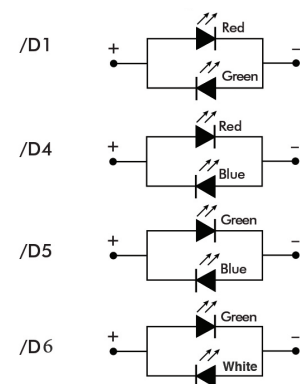 Red
/D1 + −
Green
Red
/D4 + −
Blue
Green
/D5 + −
Blue
Green
/D6 + −
White